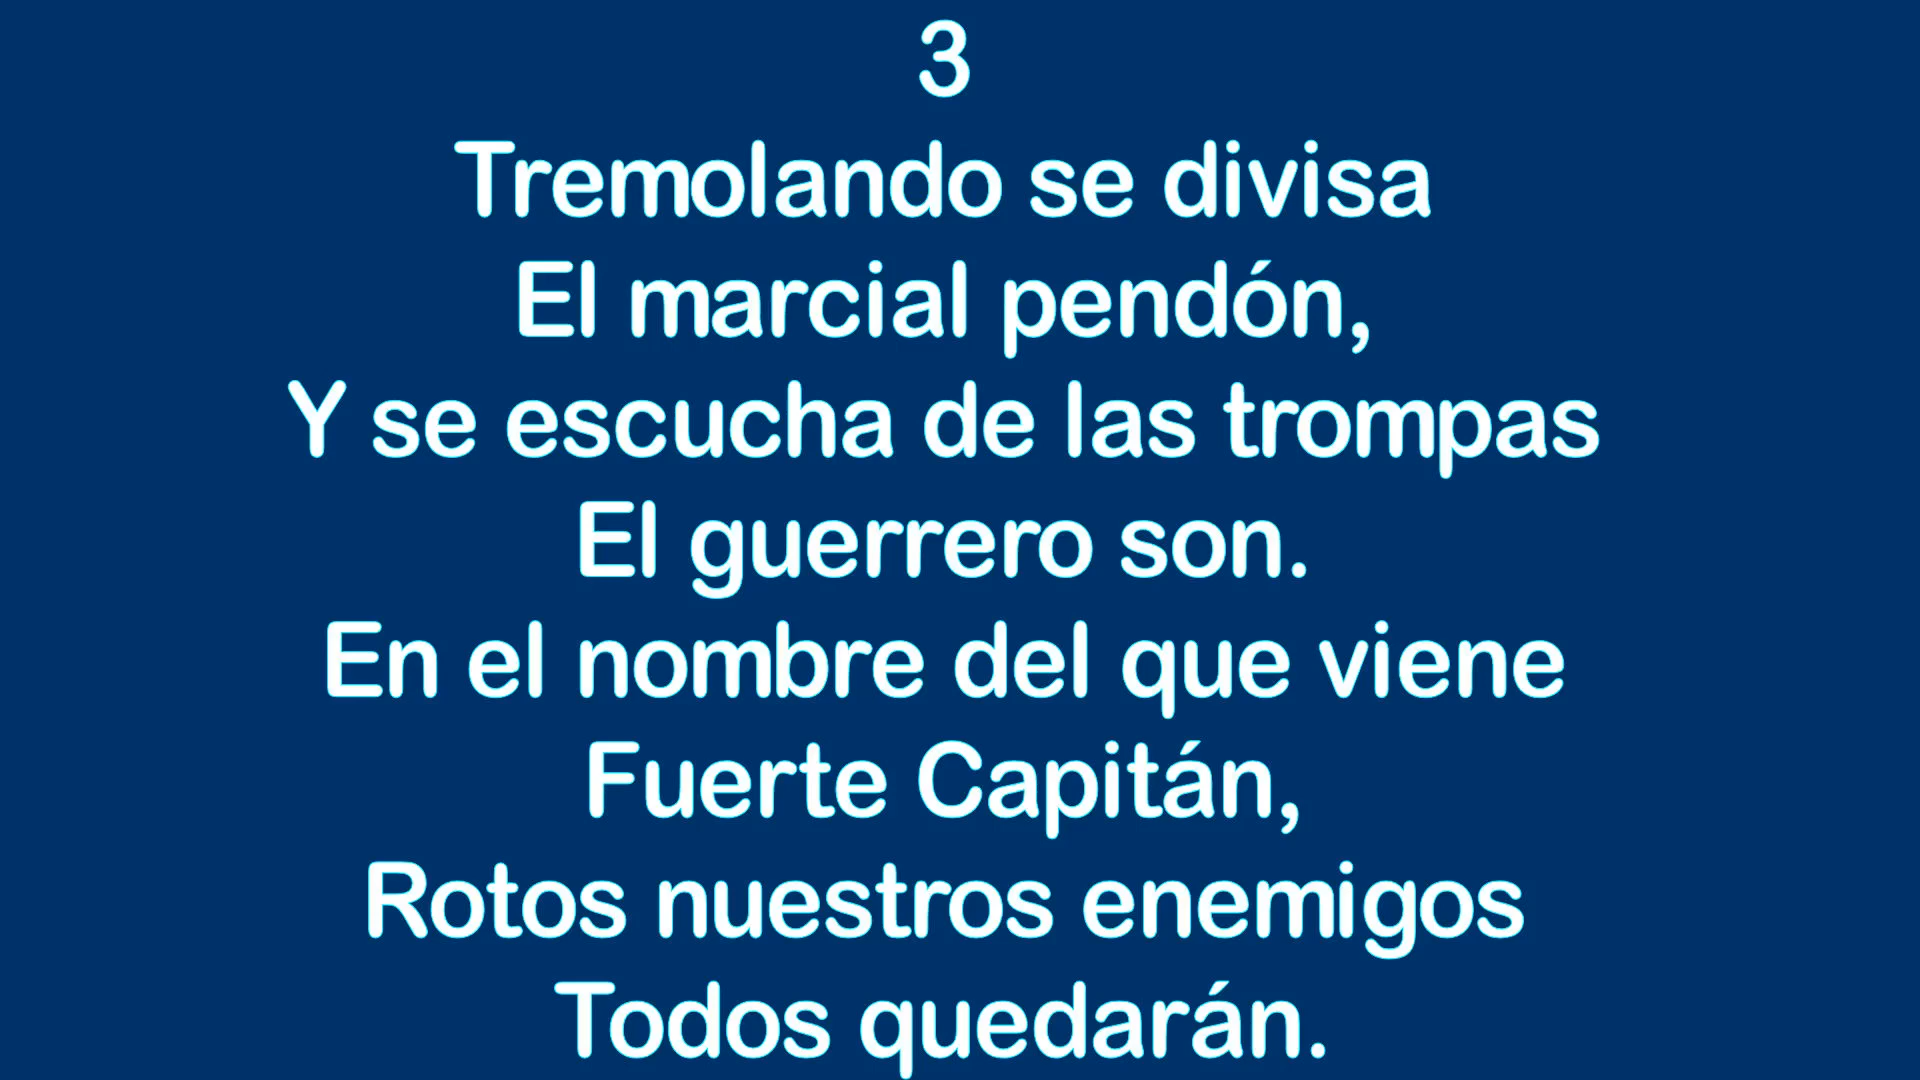 3
Tremolando se divisa
El marcial pendón,
Y se escucha de las trompas
El guerrero son.
En el nombre del que viene
Fuerte Capitán,
Rotos nuestros enemigos
Todos quedarán.